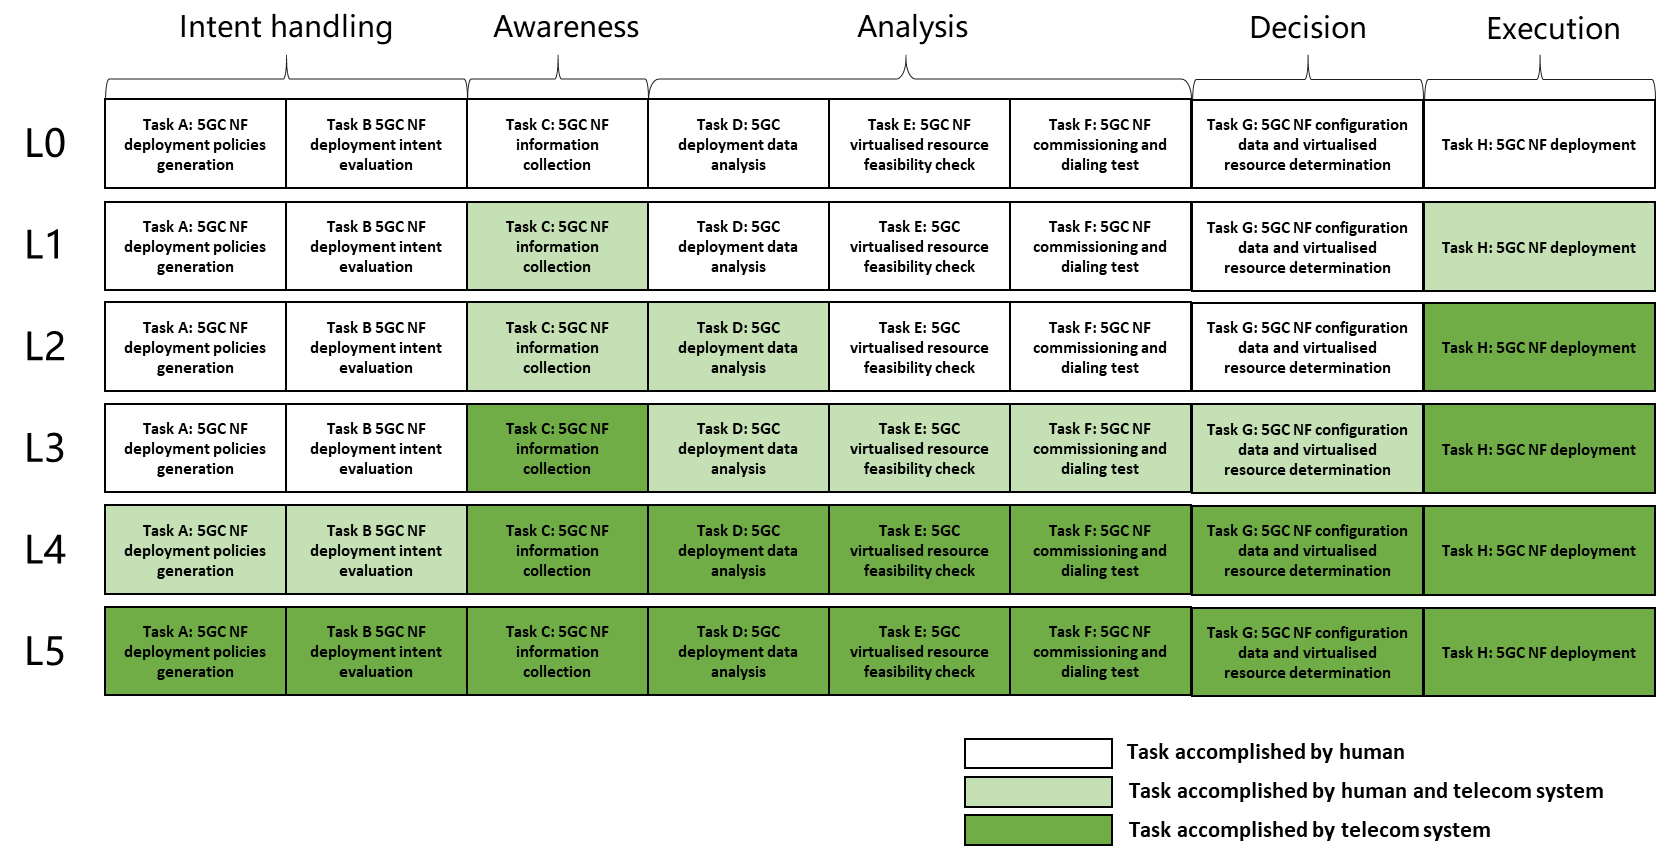 Intent handling
Awareness
Analysis
Decision
Execution
L0
Task A: 5GC NF
deployment policies
generation
Task B 5GC NF
deployment intent
evaluation
Task C: 5GC NF
information
collection
Task D: 5GC
deployment data
analysis
Task E: 5GC NF
virtualised resource
feasibility check
Task F: 5GC NF
commissioning and
dialing test
Task G: 5GC NF configuration
data and virtualised
resource determination
Task H: 5GC NF deployment
L1
Task A: 5GC NF
deployment policies
generation
Task B 5GC NF
deployment intent
evaluation
Task C: 5GC NF
information
collection
Task D: 5GC
deployment data
analysis
Task E: 5GC
virtualised resource
feasibility check
Task F: 5GC NF
commissioning and
dialing test
Task G: 5GC NF configuration
data and virtualised
resource determination
Task H: 5GC NF deployment
L2
Task A: 5GC NF
deployment policies
generation
Task B 5GC NF
deployment intent
evaluation
Task C: 5GC NF
information
collection
Task D: 5GC
deployment data
analysis
Task E: 5GC
virtualised resource
feasibility check
Task F: 5GC NF
commissioning and
dialing test
Task G: 5GC NF configuration
data and virtualised
resource determination
Task H: 5GC NF deployment
L3
Task A: 5GC NF
deployment policies
generation
Task B 5GC NF
deployment intent
evaluation
Task C: 5GC NF
information
collection
Task D: 5GC
deployment data
analysis
Task E: 5GC
virtualised resource
feasibility check
Task F: 5GC NF
commissioning and
dialing test
Task G: 5GC NF configuration
data and virtualised
resource determination
Task H: 5GC NF deployment
L4
Task A: 5GC NF
deployment policies
generation
Task B 5GC NF
deployment intent
evaluation
Task C: 5GC NF
information
collection
Task D: 5GC
deployment data
analysis
Task E: 5GC
virtualised resource
feasibility check
Task F: 5GC NF
commissioning and
dialing test
Task G: 5GC NF configuration
data and virtualised
resource determination
Task H: 5GC NF deployment
L5
Task A: 5GC NF
deployment policies
generation
Task B 5GC NF
deployment intent
evaluation
Task C: 5GC NF
information
collection
Task D: 5GC
deployment data
analysis
Task E: 5GC
virtualised resource
feasibility check
Task F: 5GC NF
commissioning and
dialing test
Task G: 5GC NF configuration
data and virtualised
resource determination
Task H: 5GC NF deployment
Task accomplished by human
Task accomplished by human and telecom system
Task accomplished by telecom system